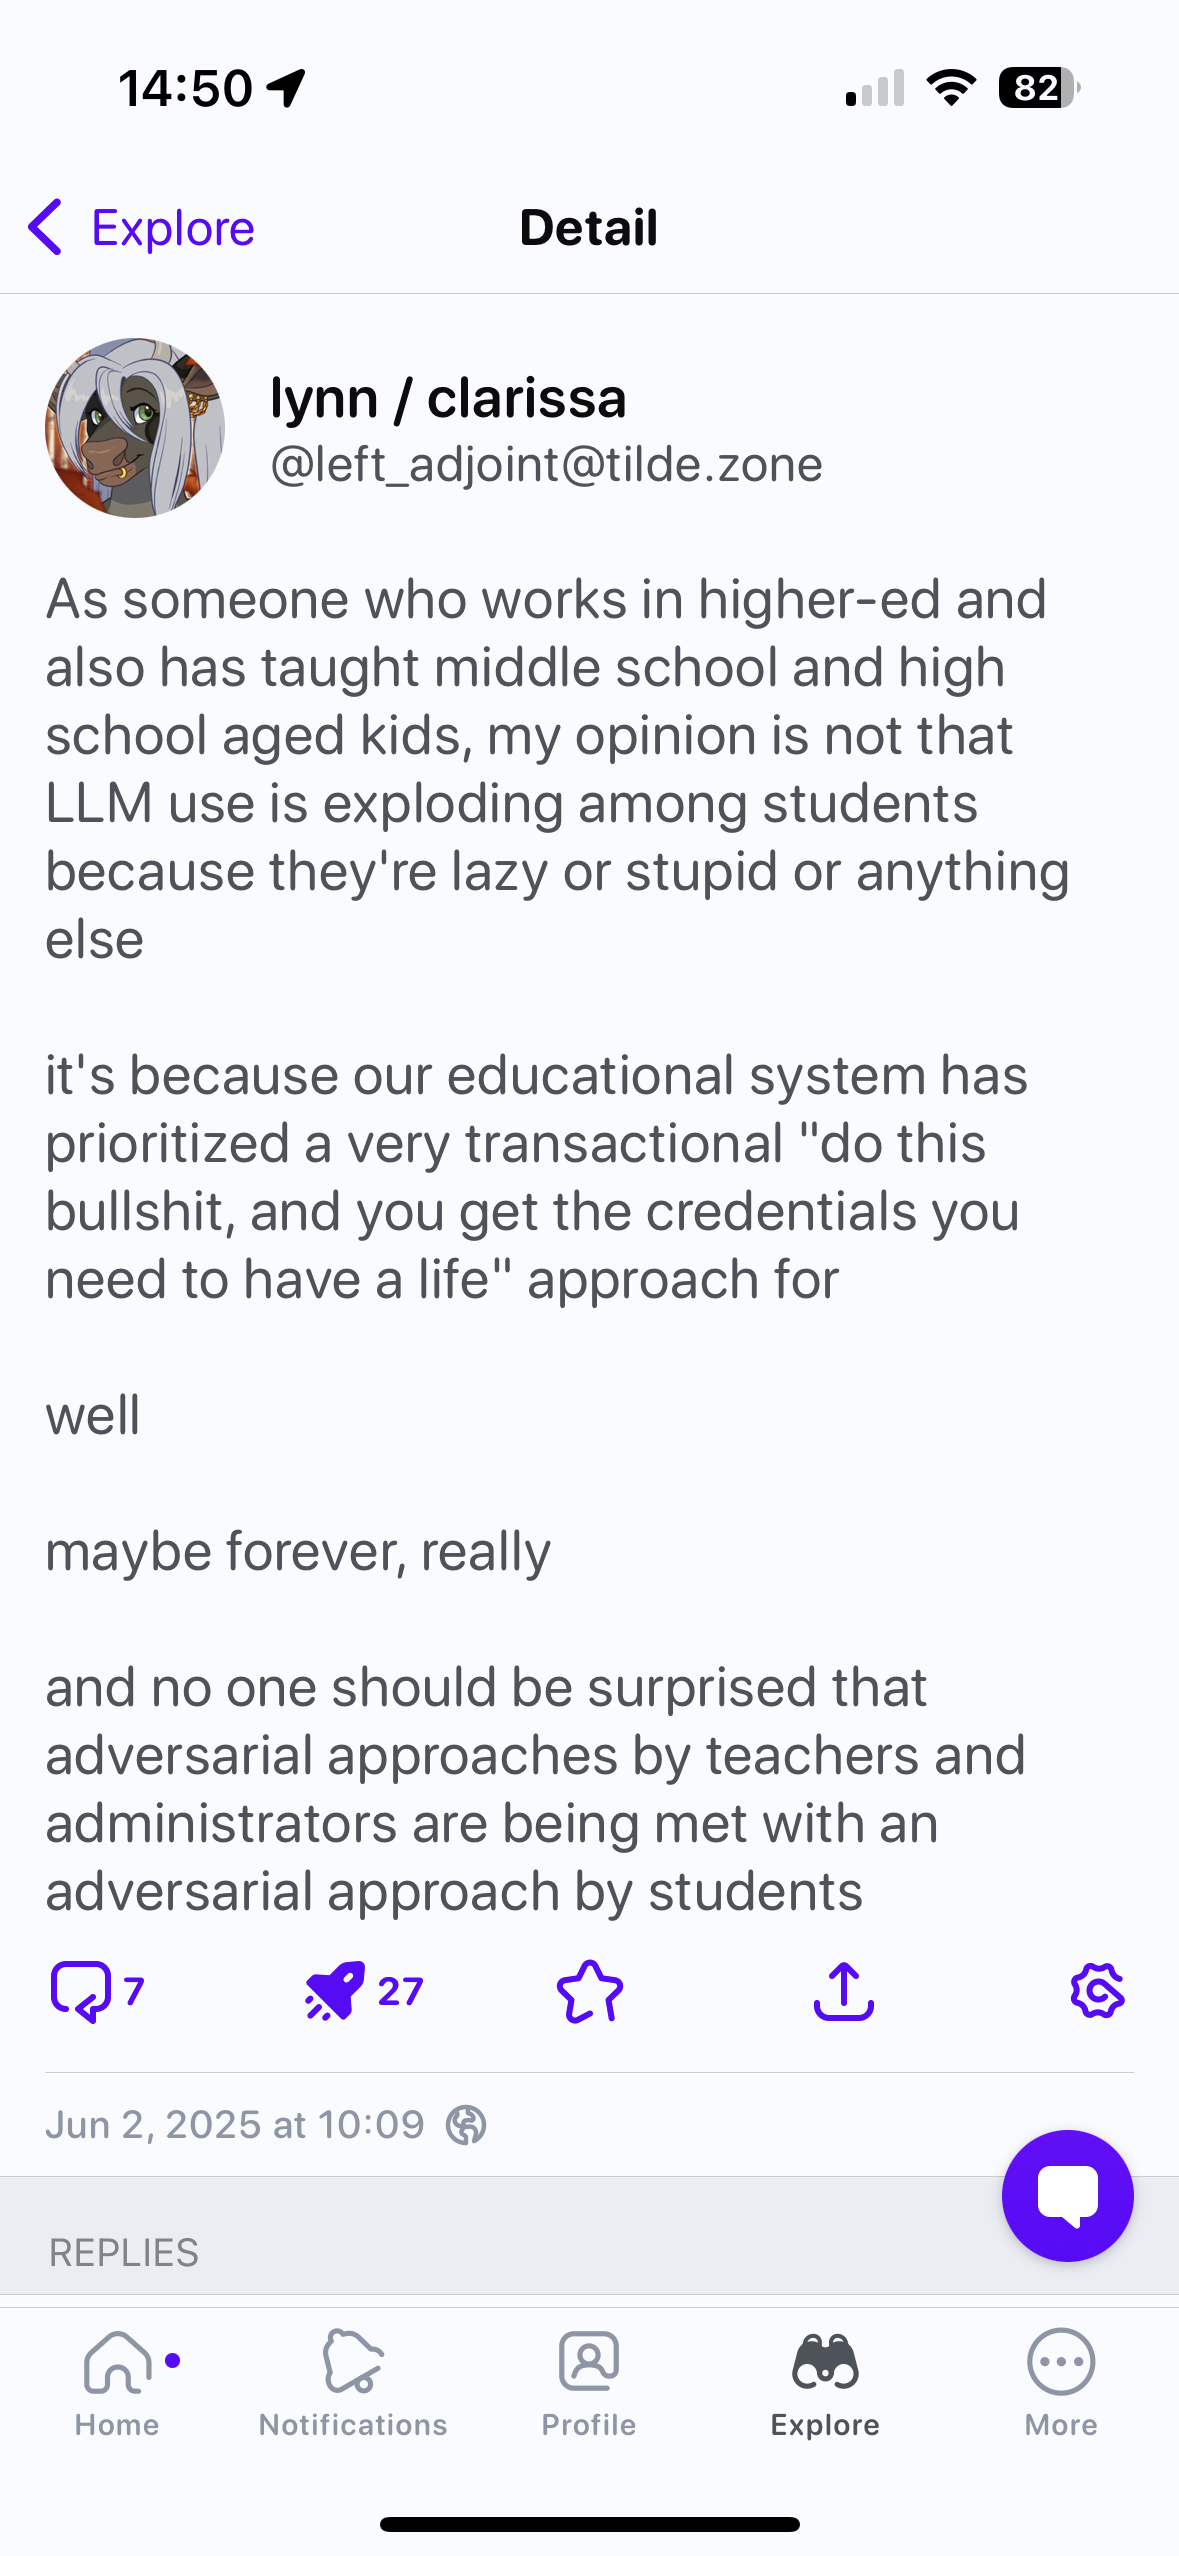 14:50
82
Explore
Detail
lynn / clarissa
@left_adjoint@tilde.zone
As someone who works in higher-ed and
also has taught middle school and high
school aged kids, my opinion is not that
LLM use is exploding among students
because they're lazy or stupid or anything
else
it's because our educational system has
prioritized a very transactional "do this
bullshit, and you get the credentials you
need to have a life" approach for
well
maybe forever, really
and no one should be surprised that
adversarial approaches by teachers and
administrators are being met with an
adversarial approach by students
7
27
Jun 2, 2025 at 10:09
REPLIES
Home
Notifications
Profile
Explore
More